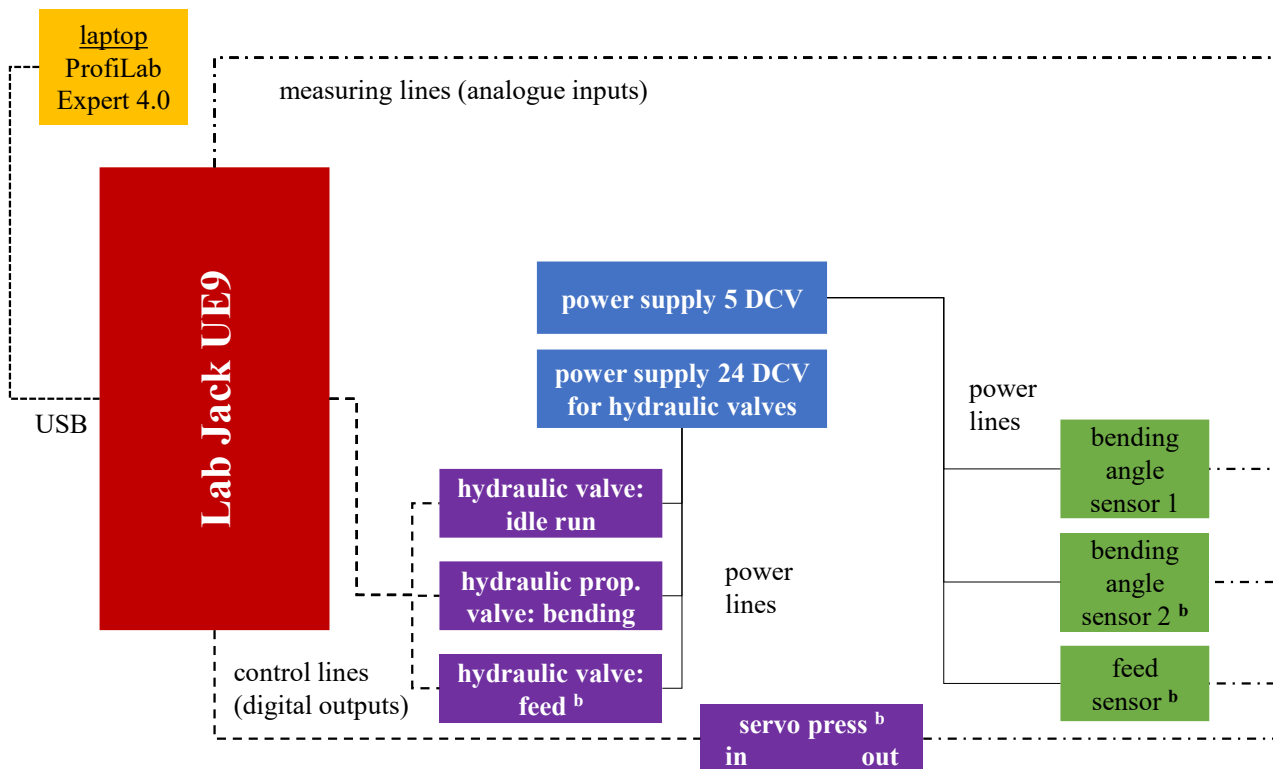 laptop
ProfiLab
Expert 4.0
measuring lines (analogue inputs)
Lab Jack UE9
USB
power supply 5 DCV
power supply 24 DCV
for hydraulic valves
power
lines
bending
angle
sensor 1
hydraulic valve:
idle run
bending
angle
sensor 2 b
hydraulic prop.
valve: bending
power
lines
feed
sensor b
hydraulic valve:
feed b
control lines
(digital outputs)
servo press b
in out